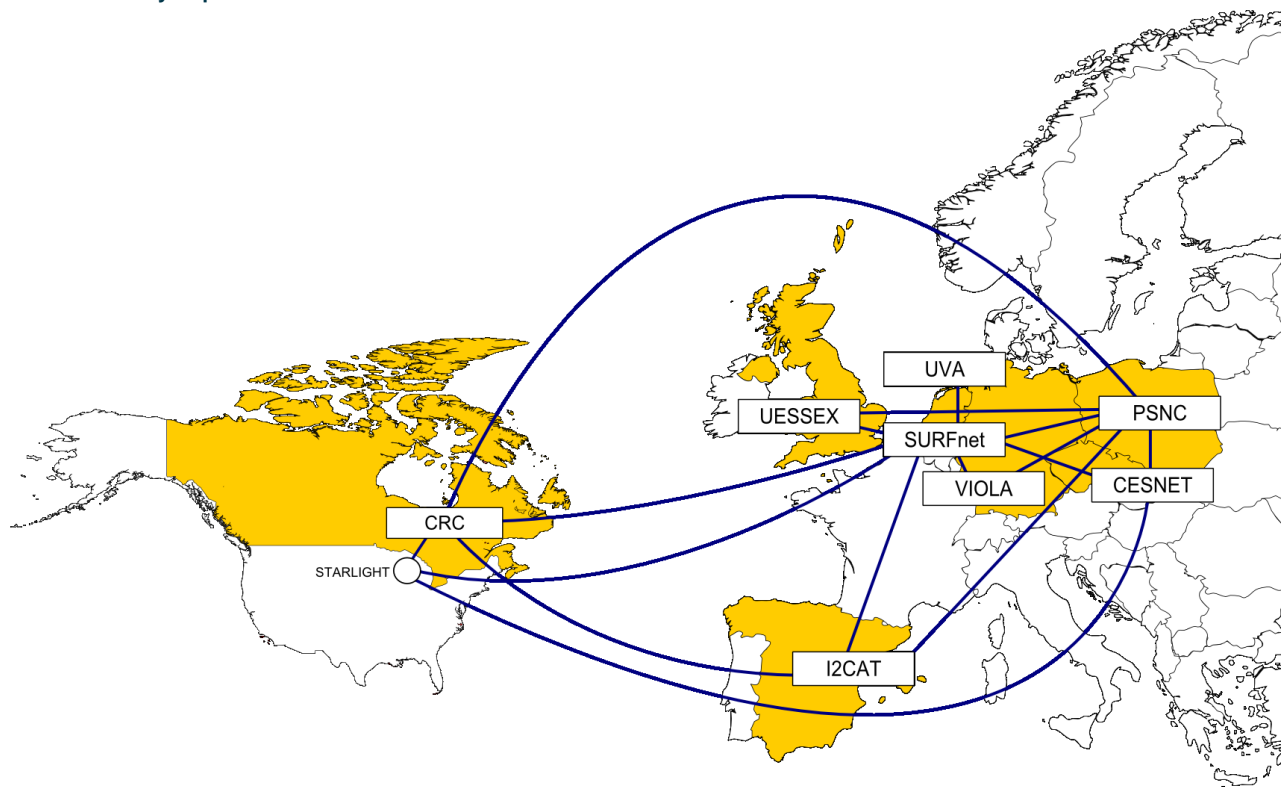 UVA
UESSEX
PSNC
SURFnet
VIOLA
CESNET
CRC
STARLIGHT
I2CAT